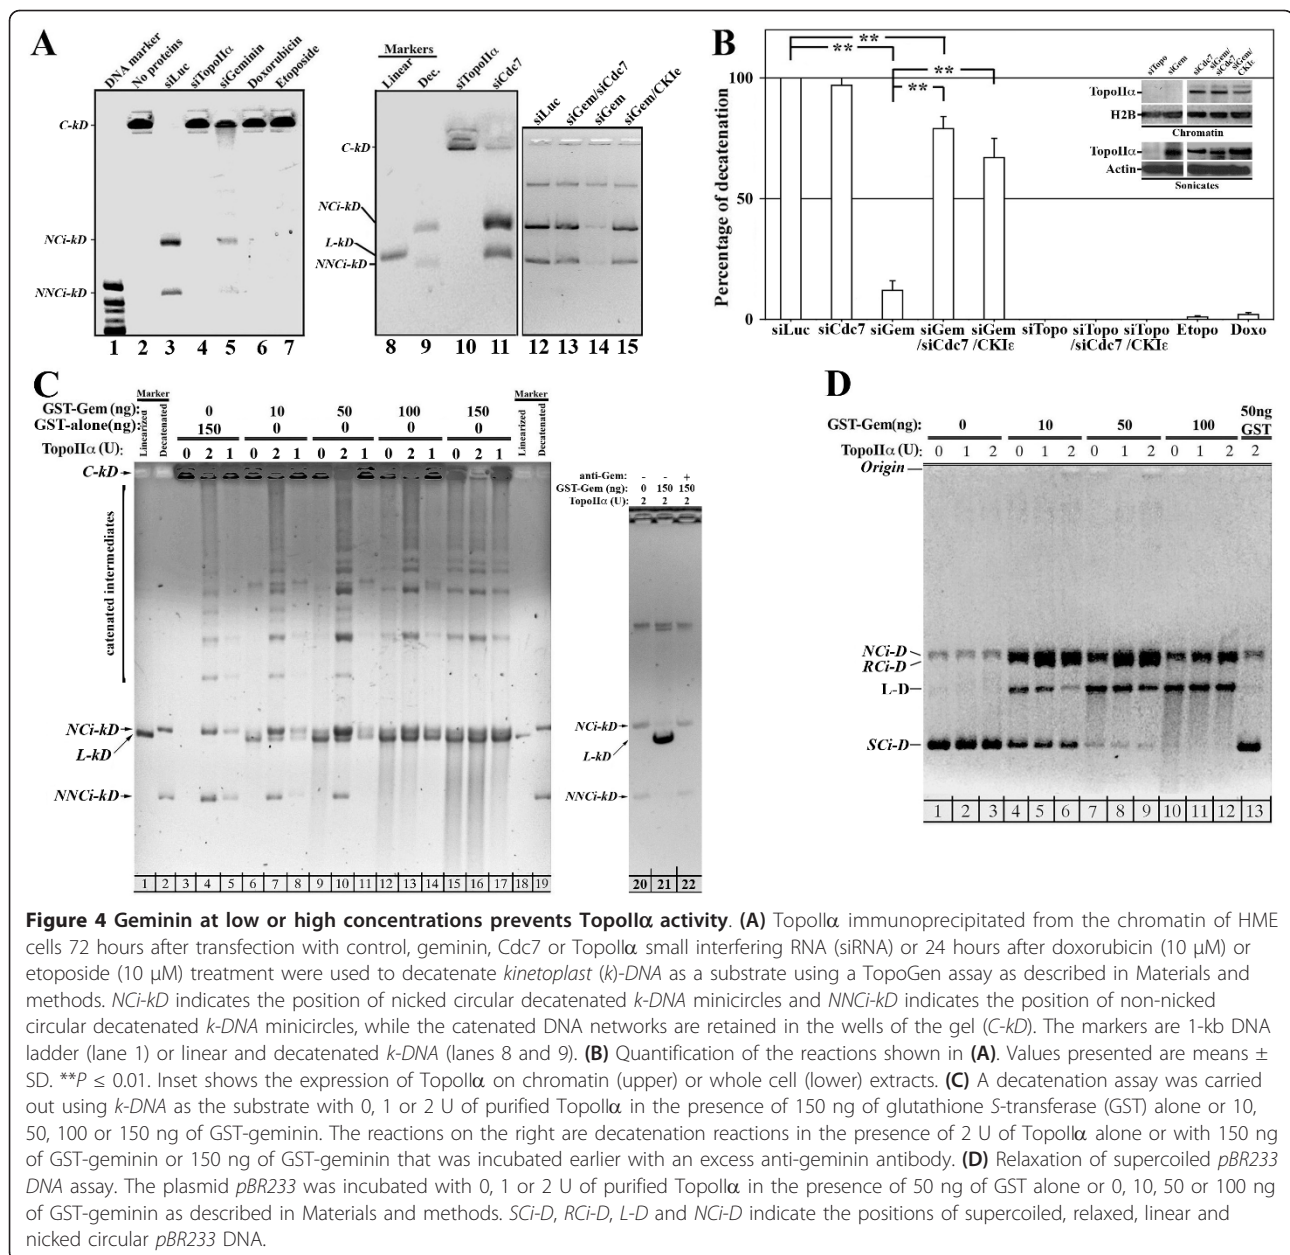 A
DNA marker
No proteins
siLuc
siTopoIIα
siGeminin
Doxorubicin
Etoposide
C-kD
NCi-kD
NNCi-kD
1 2 3 4 5 6 7
Markers
Linear
Dec.
siTopoIIα
siCdc7
siLuc
siGem/siCdc7
siGem
siGem/CKIe
C-kD
NCi-kD
L-kD
NNCi-kD
8 9 10 11 12 13 14 15
B
Percentage of decatenation
100
50
0
** ** ** **
siLuc siCdc7 siGem siGem siGem siTopo siTopo siTopo Etopo Doxo
/siCdc7 /CKIε /siCdc7 /CKIε
siTopo
siGem
siCdc7
siGem/
siCdc7
siGem/
CKIε
TopoIIα
H2B
Chromatin
TopoIIα
Actin
Sonicates
C
Marker
Linearized
Decatenated
GST-Gem (ng): 0 10 50 100 150
GST-alone(ng) 150 0 0 0 0
TopoIIα (U): 0 2 1 0 2 1 0 2 1 0 2 1 0 2 1
Marker
Linearized
Decatenated
C-kD
catenated intermediates
NCi-kD
L-kD
NNCi-kD
1 2 3 4 5 6 7 8 9 10 11 12 13 14 15 16 17 18 19
anti-Gem: - - +
GST-Gem (ng): 0 150 150
TopoIIα (U): 2 2 2
NCi-kD
L-kD
NNCi-kD
20 21 22
D
50ng
GST-Gem(ng): 0 10 50 100 GST
TopoIIα (U): 0 1 2 0 1 2 0 1 2 0 1 2 2
Origin
NCi-D
RCi-D
L-D
SCi-D
1 2 3 4 5 6 7 8 9 10 11 12 13
Figure 4 Geminin at low or high concentrations prevents TopoIIα activity. (A) TopoIIα immunoprecipitated from the chromatin of HME
cells 72 hours after transfection with control, geminin, Cdc7 or TopoIIα small interfering RNA (siRNA) or 24 hours after doxorubicin (10 μM) or
etoposide (10 μM) treatment were used to decatenate kinetoplast (k)-DNA as a substrate using a TopoGen assay as described in Materials and
methods. NCi-kD indicates the position of nicked circular decatenated k-DNA minicircles and NNCi-kD indicates the position of non-nicked
circular decatenated k-DNA minicircles, while the catenated DNA networks are retained in the wells of the gel (C-kD). The markers are 1-kb DNA
ladder (lane 1) or linear and decatenated k-DNA (lanes 8 and 9). (B) Quantification of the reactions shown in (A). Values presented are means ±
SD. **P ≤ 0.01. Inset shows the expression of TopoIIα on chromatin (upper) or whole cell (lower) extracts. (C) A decatenation assay was carried
out using k-DNA as the substrate with 0, 1 or 2 U of purified TopoIIα in the presence of 150 ng of glutathione S-transferase (GST) alone or 10,
50, 100 or 150 ng of GST-geminin. The reactions on the right are decatenation reactions in the presence of 2 U of TopoIIα alone or with 150 ng
of GST-geminin or 150 ng of GST-geminin that was incubated earlier with an excess anti-geminin antibody. (D) Relaxation of supercoiled pBR233
DNA assay. The plasmid pBR233 was incubated with 0, 1 or 2 U of purified TopoIIα in the presence of 50 ng of GST alone or 0, 10, 50 or 100 ng
of GST-geminin as described in Materials and methods. SCi-D, RCi-D, L-D and NCi-D indicate the positions of supercoiled, relaxed, linear and
nicked circular pBR233 DNA.